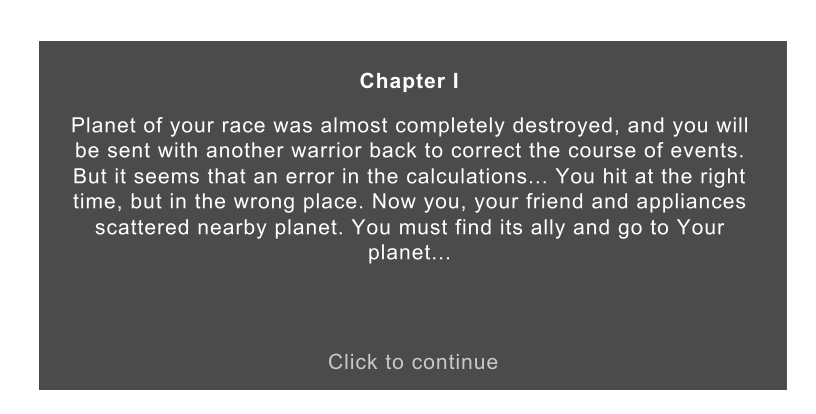 Chapter I
Planet of your race was almost completely destroyed, and you will
be sent with another warrior back to correct the course of events.
But it seems that an error in the calculations... You hit at the right
time, but in the wrong place. Now you, your friend and appliances
scattered nearby planet. You must find its ally and go to Your
planet...
Click to continue